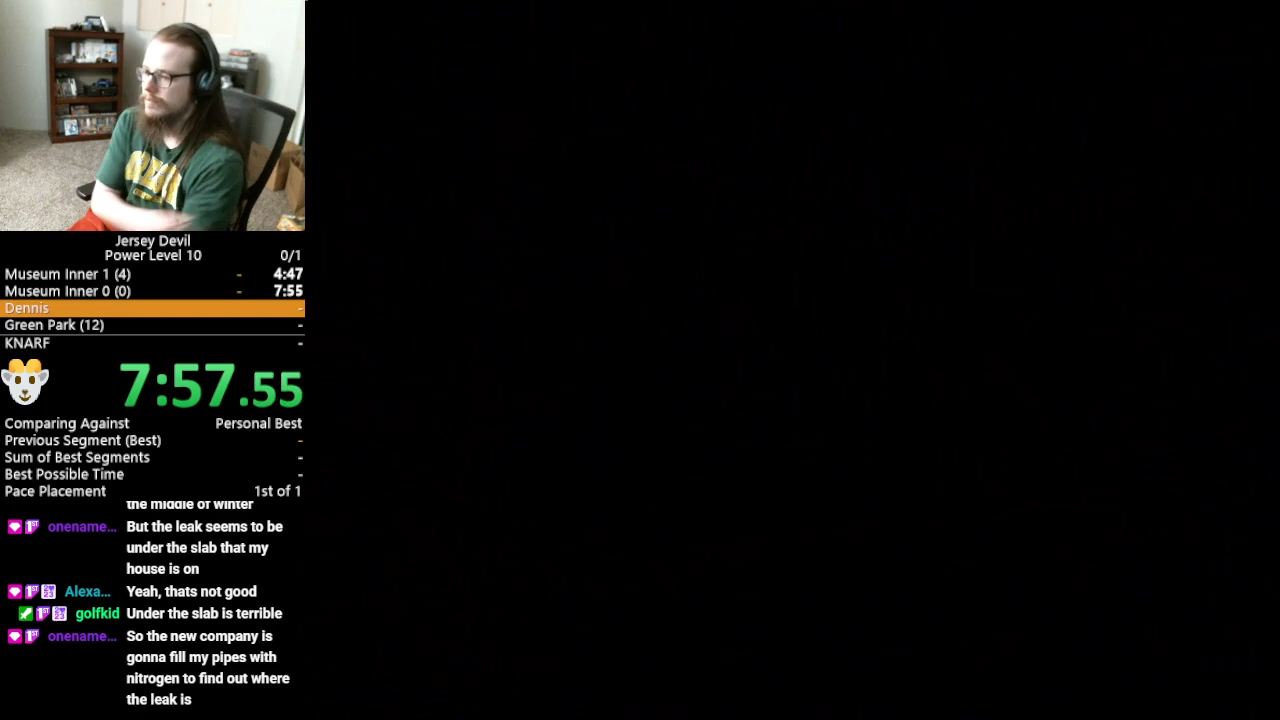 Jersey Devil
Power Level 10 0/1
Museum Inner 1 (4) - 4:47
Museum Inner 0 (0) - 7:55
Dennis -
Green Park (12) -
KNARF -
7:57.55
Comparing Against Personal Best
Previous Segment (Best) -
Sum of Best Segments -
Best Possible Time -
Pace Placement 1st of 1
the middle of winter
onename... But the leak seems to be
under the slab that my
house is on
Alexa... Yeah, thats not good
golfkid Under the slab is terrible
onename... So the new company is
gonna fill my pipes with
nitrogen to find out where
the leak is